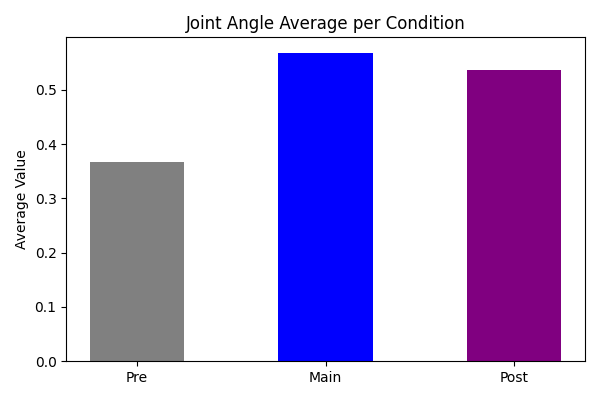 Joint Angle Average per Condition
Average Value
0.5
0.4
0.3
0.2
0.1
0.0
Pre
Main
Post